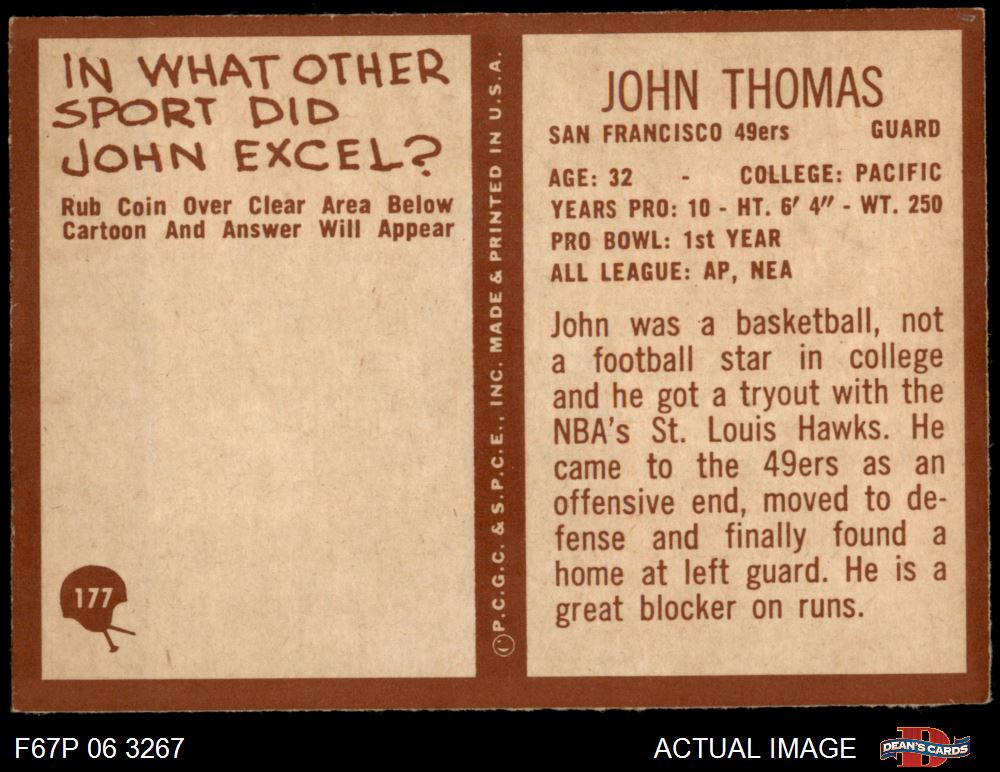 IN WHAT OTHER
SPORT DID
JOHN EXCEL?
Rub Coin Over Clear Area Below
Cartoon And Answer Will Appear
177
©P.C.G.C. & S.P.C.E., INC. MADE & PRINTED IN U.S.A.
JOHN THOMAS
SAN FRANCISCO 49ers GUARD
AGE: 32 - COLLEGE: PACIFIC
YEARS PRO: 10 - HT. 6′ 4″ - WT. 250
PRO BOWL: 1st YEAR
ALL LEAGUE: AP, NEA
John was a basketball, not
a football star in college
and he got a tryout with the
NBA's St. Louis Hawks. He
came to the 49ers as an
offensive end, moved to de-
fense and finally found a
home at left guard. He is a
great blocker on runs.
F67P 06 3267
ACTUAL IMAGE
D
DEAN'S CARDS